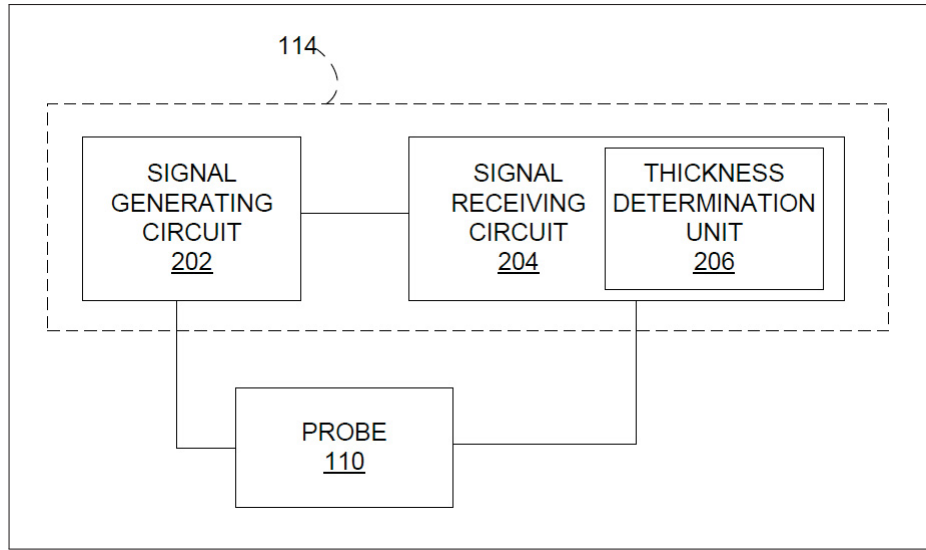 114
SIGNAL
GENERATING
CIRCUIT
202
SIGNAL
RECEIVING
CIRCUIT
204
THICKNESS
DETERMINATION
UNIT
206
PROBE
110